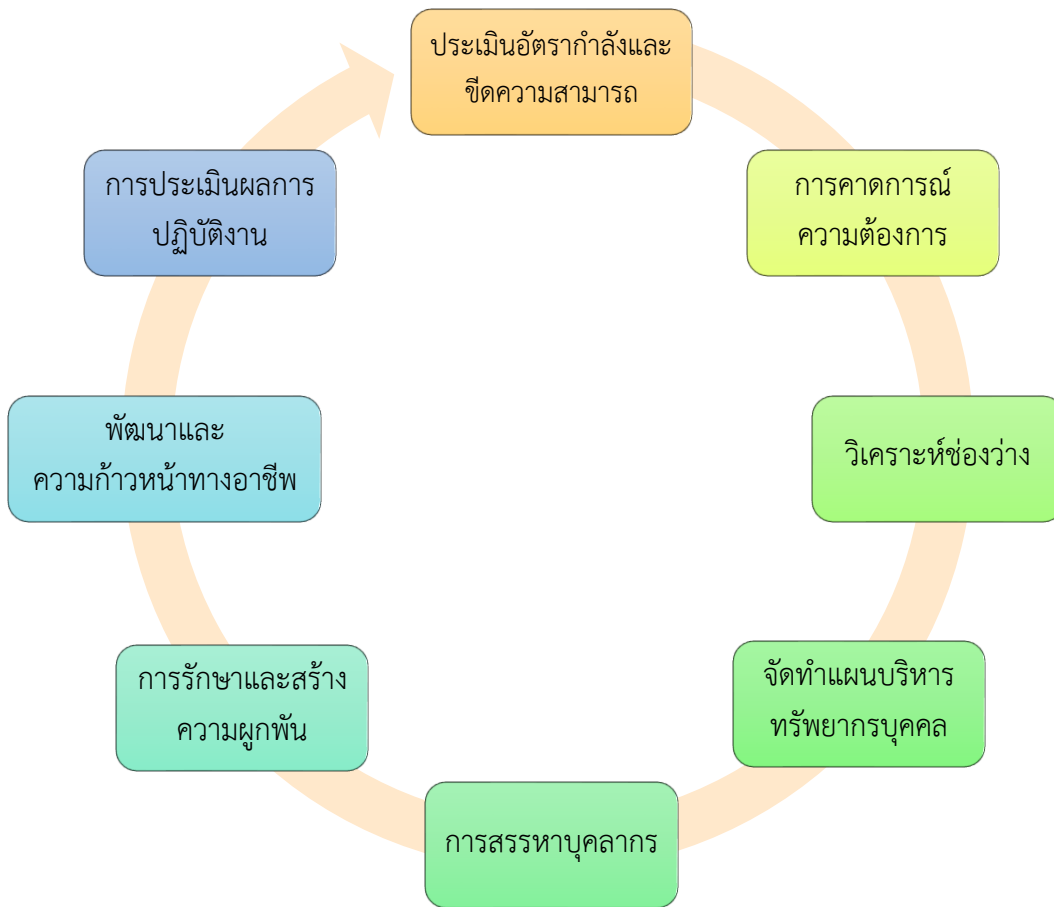 ประเมินอัตรากำลังและ
ขีดความสามารถ
การคาดการณ์
ความต้องการ
วิเคราะห์ช่องว่าง
จัดทำแผนบริหาร
ทรัพยากรบุคคล
การสรรหาบุคลากร
การรักษาและสร้าง
ความผูกพัน
พัฒนาและ
ความก้าวหน้าทางอาชีพ
การประเมินผลการ
ปฏิบัติงาน